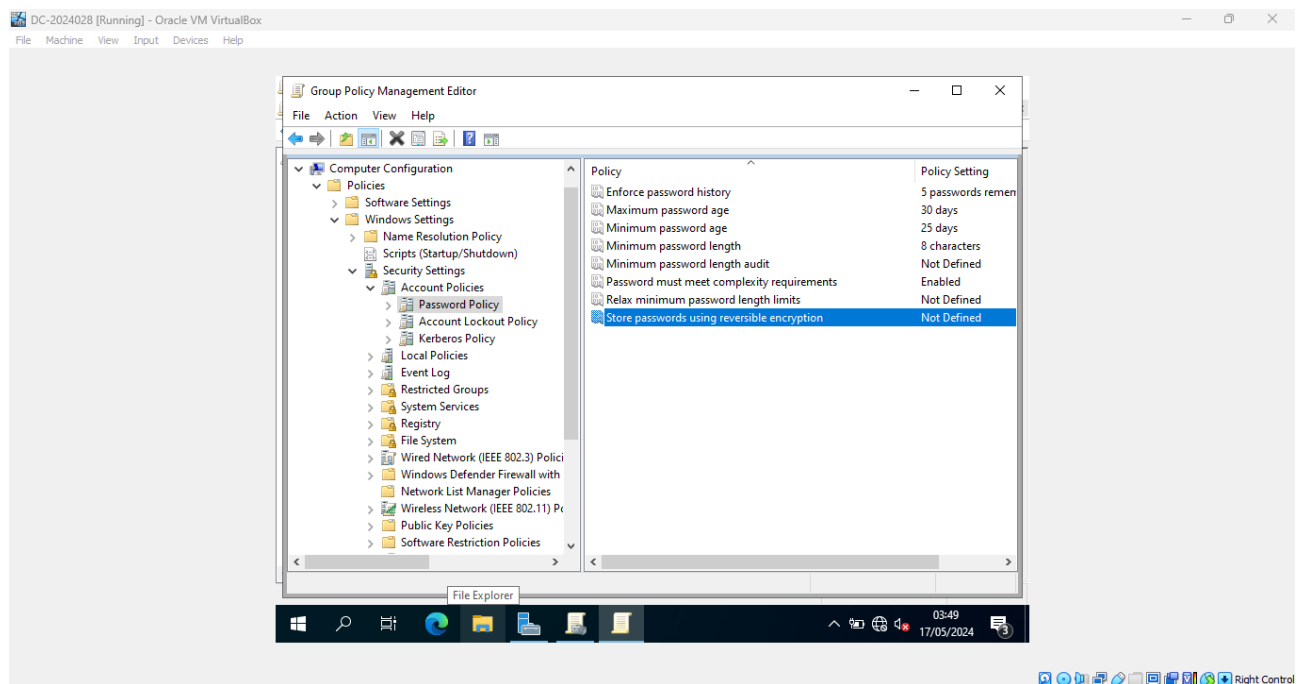 DC-2024028 [Running] - Oracle VM VirtualBox
File Machine View Input Devices Help
Group Policy Management Editor
File Action View Help
Computer Configuration
Policies
Software Settings
Windows Settings
Name Resolution Policy
Scripts (Startup/Shutdown)
Security Settings
Account Policies
Password Policy
Account Lockout Policy
Kerberos Policy
Local Policies
Event Log
Restricted Groups
System Services
Registry
File System
Wired Network (IEEE 802.3) Polici
Windows Defender Firewall with
Network List Manager Policies
Wireless Network (IEEE 802.11) Po
Public Key Policies
Software Restriction Policies
Policy Policy Setting
Enforce password history 5 passwords remem
Maximum password age 30 days
Minimum password age 25 days
Minimum password length 8 characters
Minimum password length audit Not Defined
Password must meet complexity requirements Enabled
Relax minimum password length limits Not Defined
Store passwords using reversible encryption Not Defined
File Explorer
03:49
17/05/2024
3
Right Control